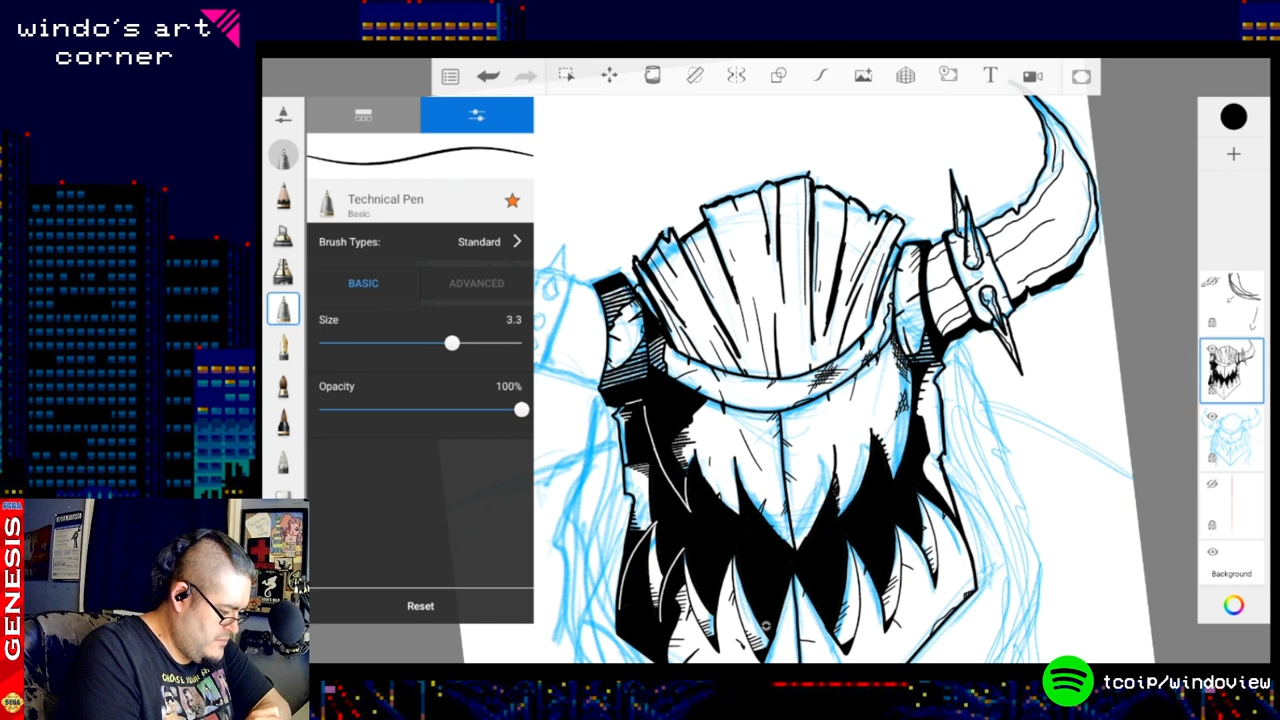 windo's art
corner
T
Technical Pen
Basic
Brush Types: Standard
BASIC ADVANCED
Size 3.3
Opacity 100%
Reset
Background
SEGA
GENESIS
tcoip/windoview